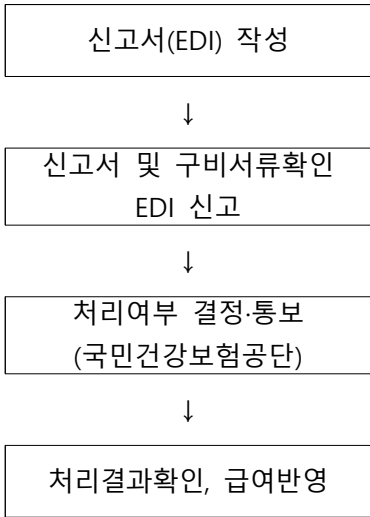 신고서(EDI) 작성
↓
신고서 및 구비서류확인
EDI 신고
↓
처리여부 결정·통보
(국민건강보험공단)
↓
처리결과확인, 급여반영